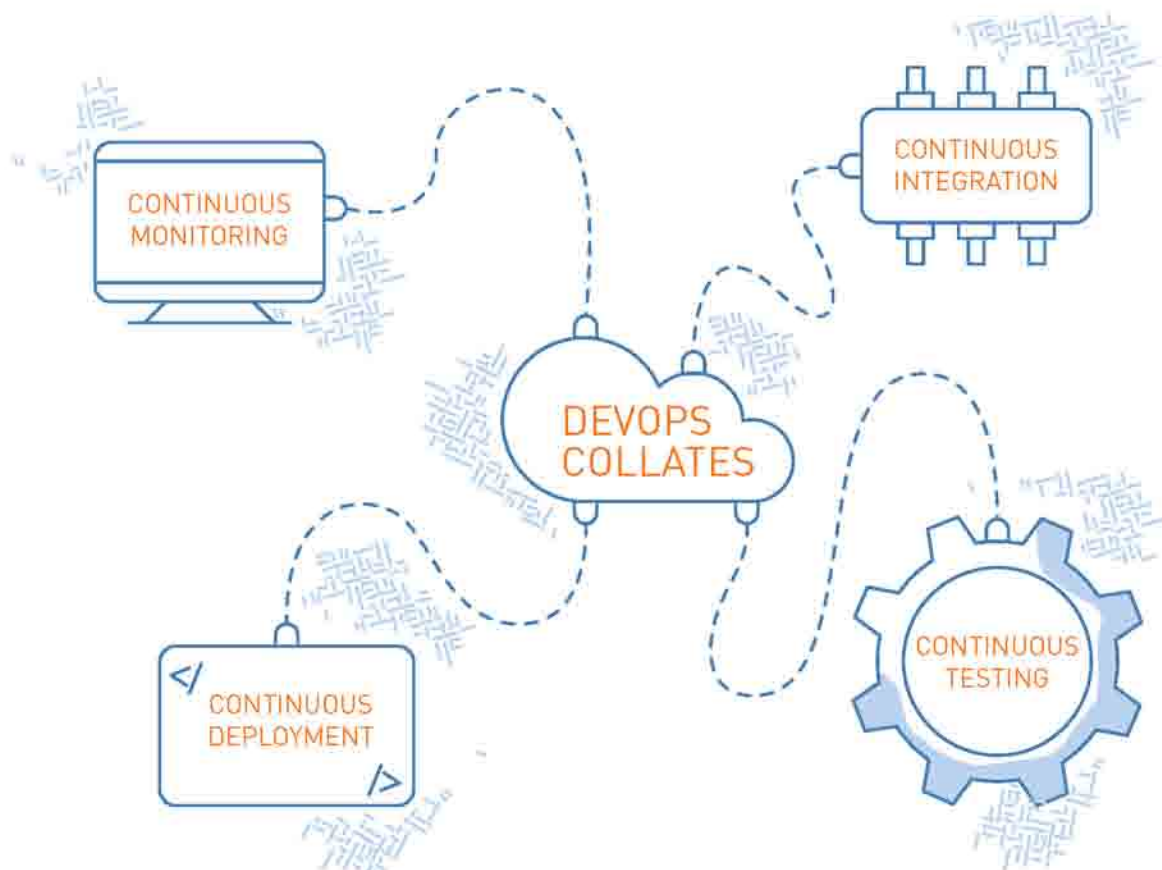 CONTINUOUS
MONITORING
CONTINUOUS
INTEGRATION
DEVOPS
COLLATES
</
CONTINUOUS
DEPLOYMENT
/>
CONTINUOUS
TESTING